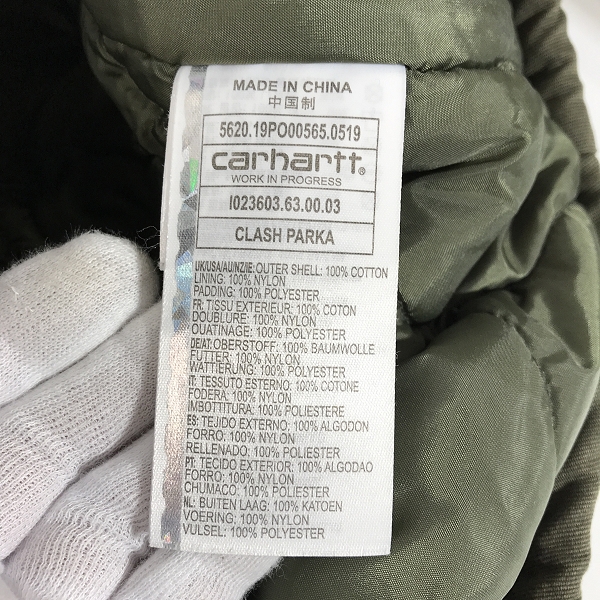 MADE IN CHINA
中国制
5620.19PO00565.0519
carhartt®
WORK IN PROGRESS
I023603.63.00.03
CLASH PARKA
UK/USA/AU/NZ/IE: OUTER SHELL: 100% COTTON
LINING: 100% NYLON
PADDING: 100% POLYESTER
FR: TISSU EXTERIEUR: 100% COTON
DOUBLURE: 100% NYLON
OUATINAGE: 100% POLYESTER
DE/AT: OBERSTOFF: 100% BAUMWOLLE
FUTTER: 100% NYLON
WATTIERUNG: 100% POLYESTER
IT: TESSUTO ESTERNO: 100% COTONE
FODERA: 100% NYLON
IMBOTTITURA: 100% POLIESTERE
ES: TEJIDO EXTERNO: 100% ALGODON
FORRO: 100% NYLON
RELLENADO: 100% POLIESTER
PT: TECIDO EXTERIOR: 100% ALGODAO
FORRO: 100% NYLON
CHUMACO: 100% POLIESTER
NL: BUITEN LAAG: 100% KATOEN
VOERING: 100% NYLON
VULSEL: 100% POLYESTER